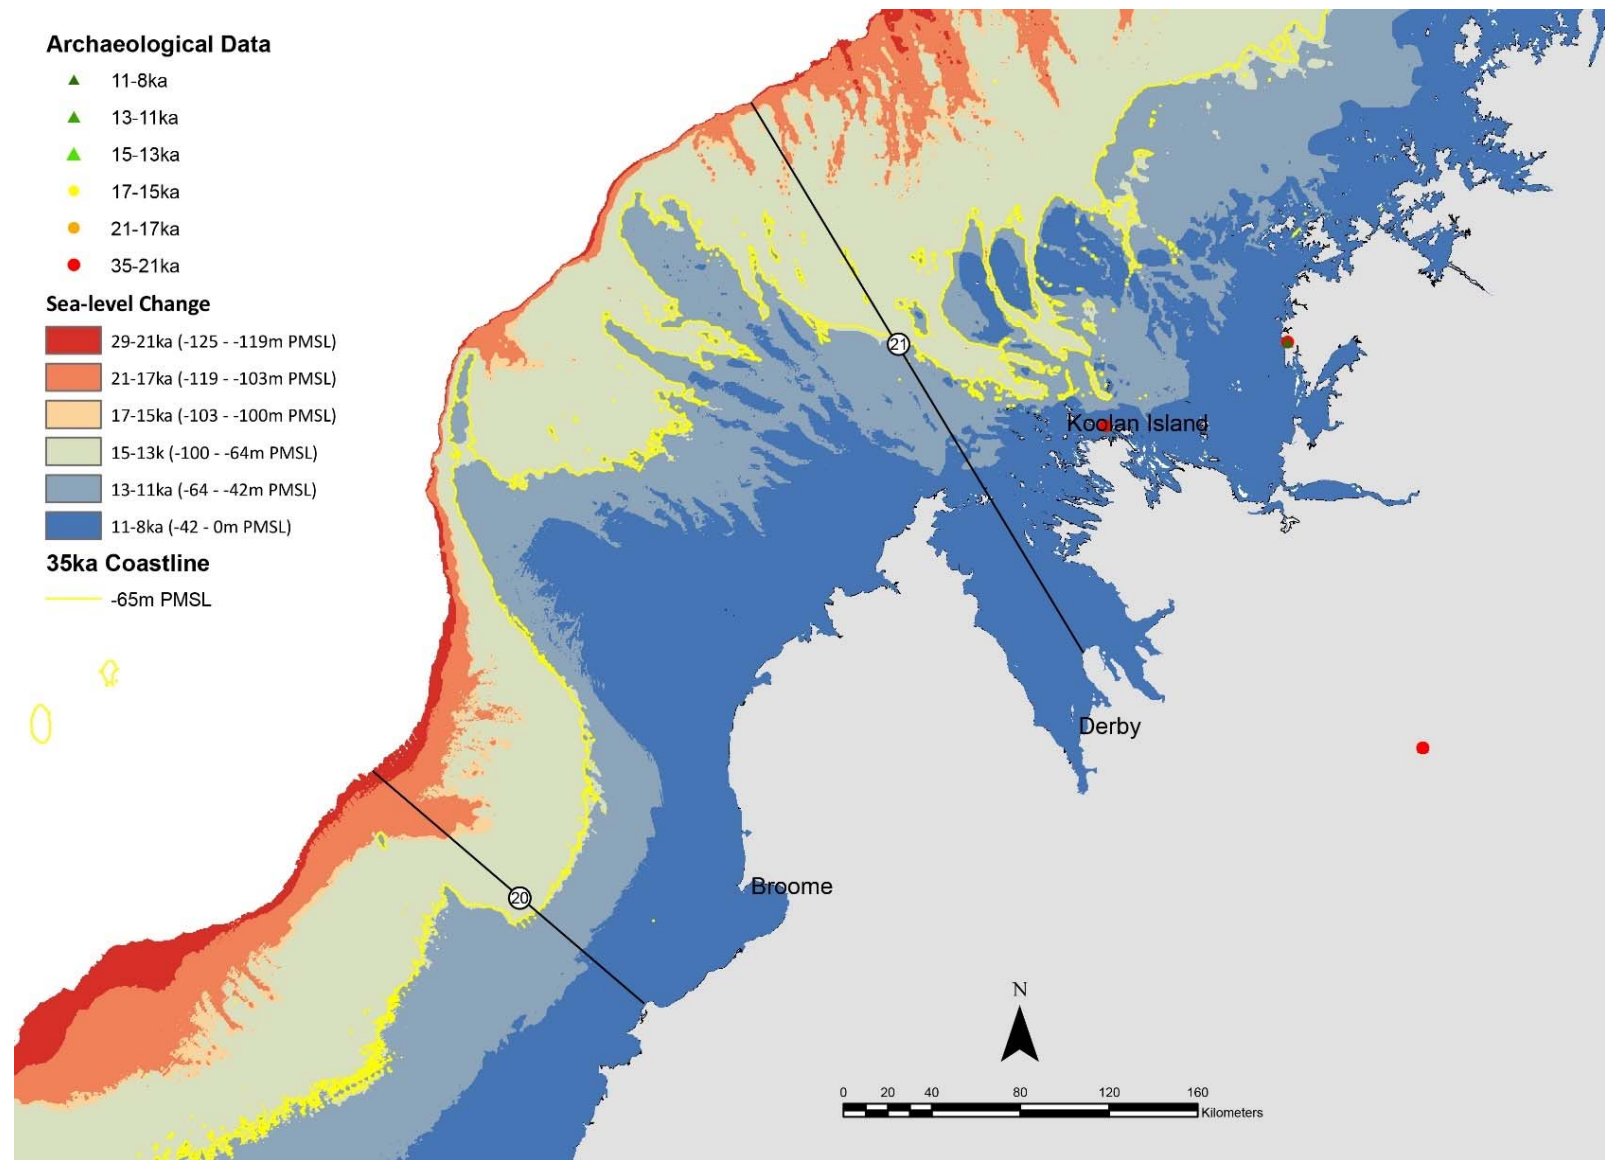 Archaeological Data
11-8ka
13-11ka
15-13ka
17-15ka
21-17ka
35-21ka
Sea-level Change
29-21ka (-125 - -119m PMSL)
21-17ka (-119 - -103m PMSL)
17-15ka (-103 - -100m PMSL)
15-13k (-100 - -64m PMSL)
13-11ka (-64 - -42m PMSL)
11-8ka (-42 - 0m PMSL)
35ka Coastline
-65m PMSL
21
Koolan Island
Derby
Broome
20
N
0 20 40 80 120 160
Kilometers